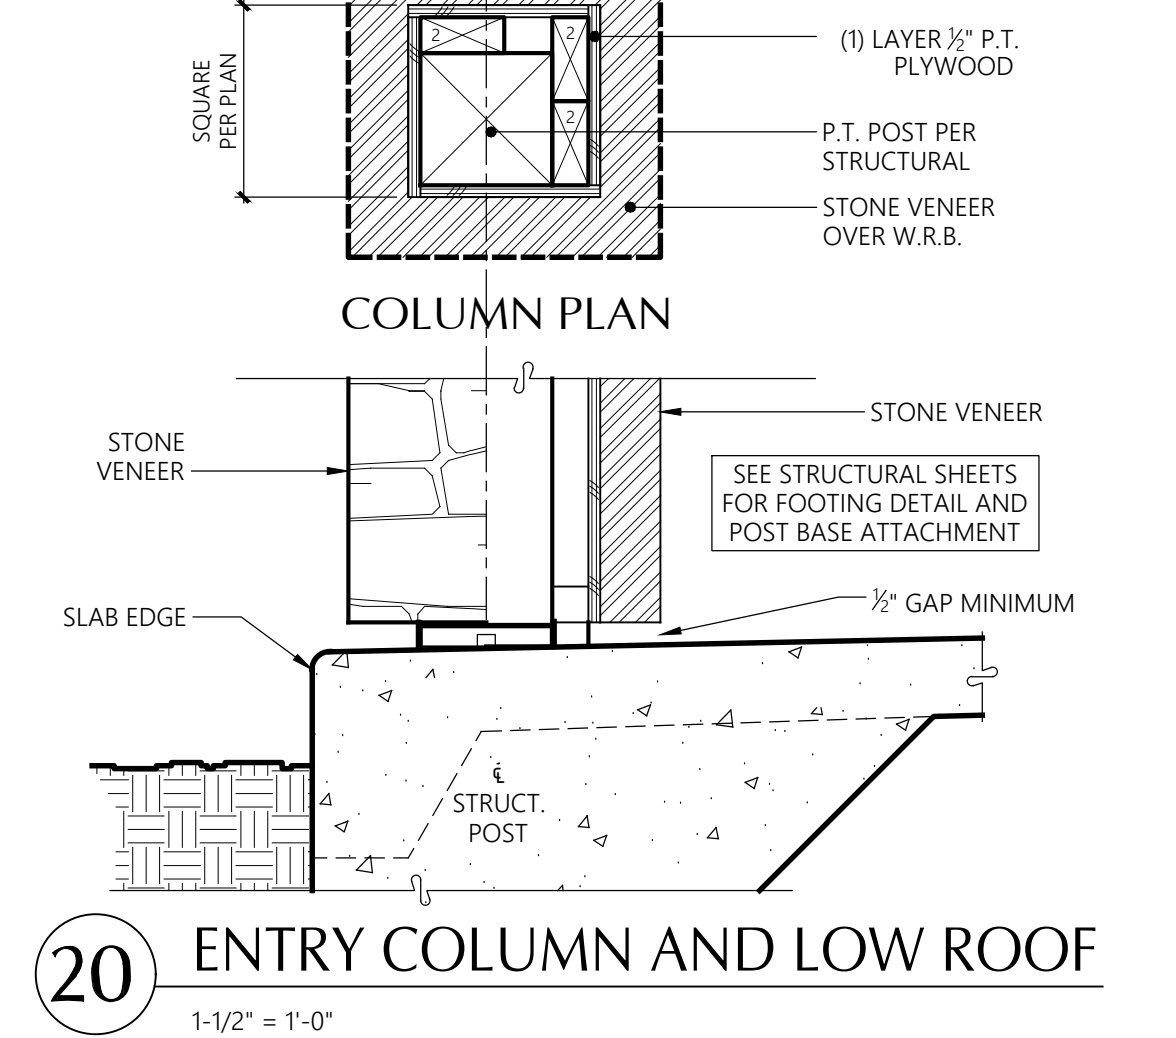 2
2
2
(1) LAYER ½" P.T.
PLYWOOD
SQUARE
PER PLAN
P.T. POST PER
STRUCTURAL
STONE VENEER
OVER W.R.B.
COLUMN PLAN
STONE VENEER
STONE
VENEER
SEE STRUCTURAL SHEETS
FOR FOOTING DETAIL AND
POST BASE ATTACHMENT
½" GAP MINIMUM
SLAB EDGE
℄
STRUCT.
POST
20
ENTRY COLUMN AND LOW ROOF
1-1/2" = 1'-0"